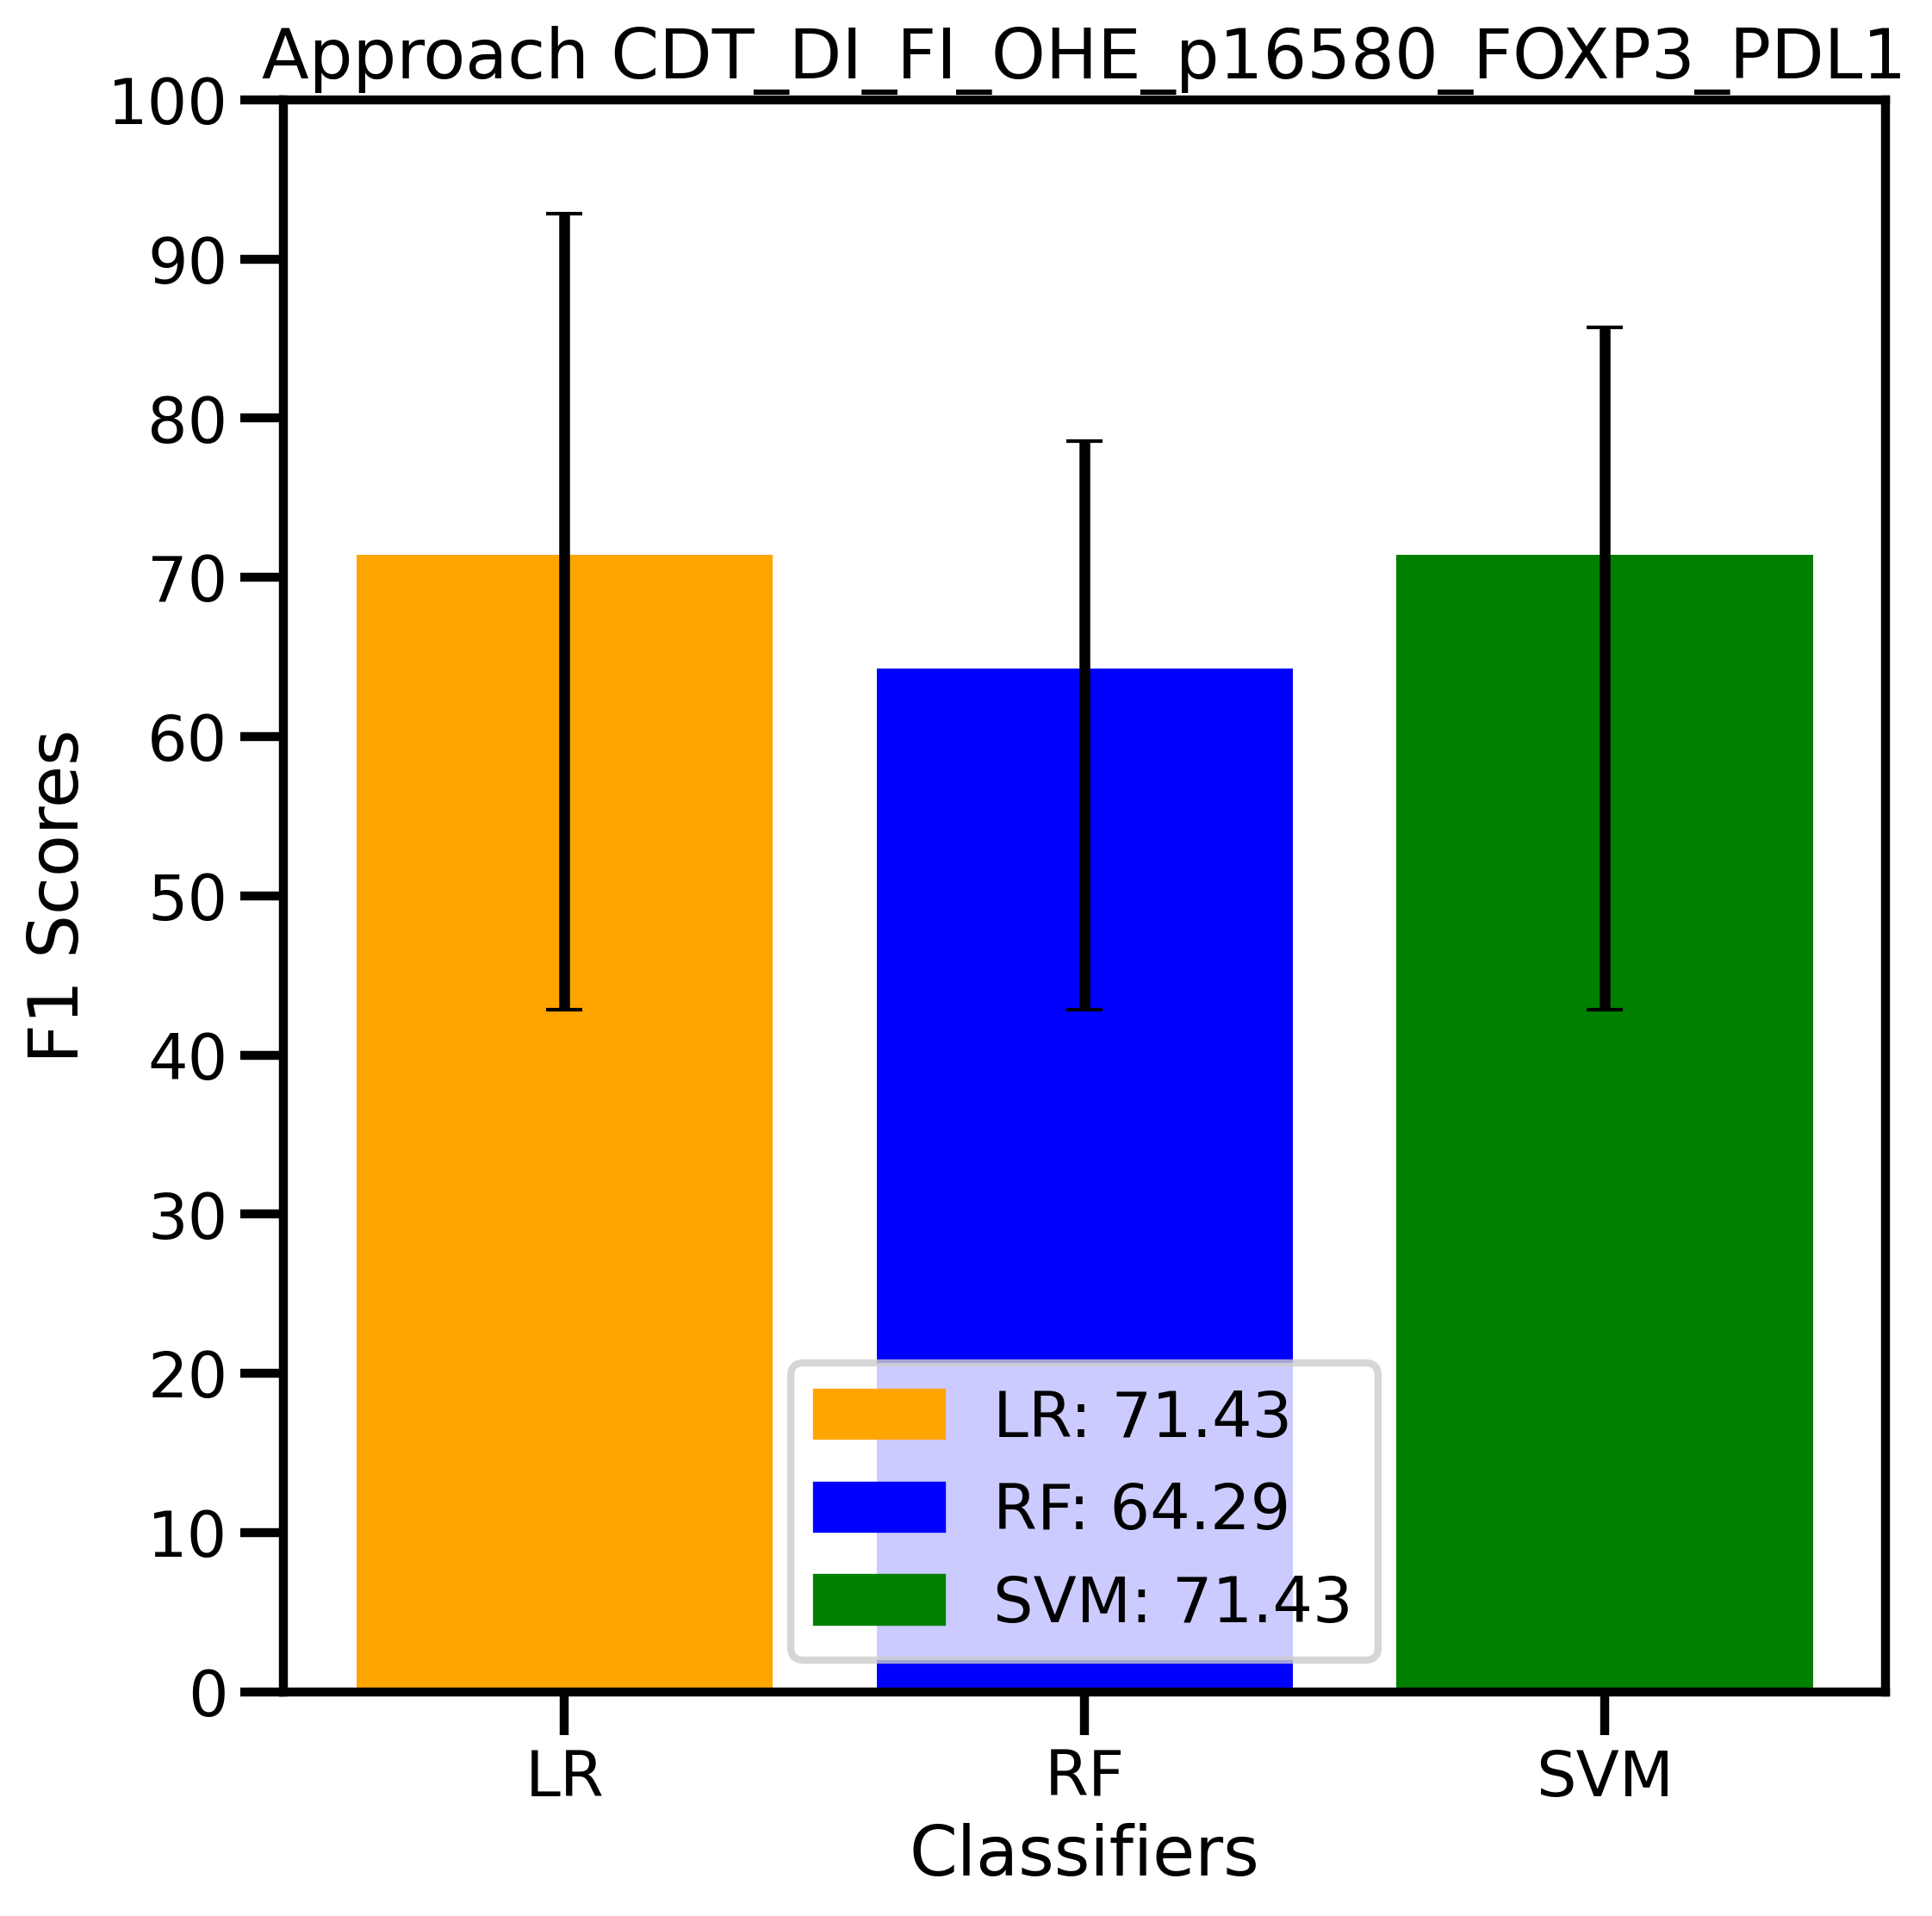 Approach CDT_DI_FI_OHE_p16580_FOXP3_PDL1
100
90
80
70
60
50
40
30
20
10
0
F1 Scores
LR: 71.43
RF: 64.29
SVM: 71.43
LR
RF
SVM
Classifiers